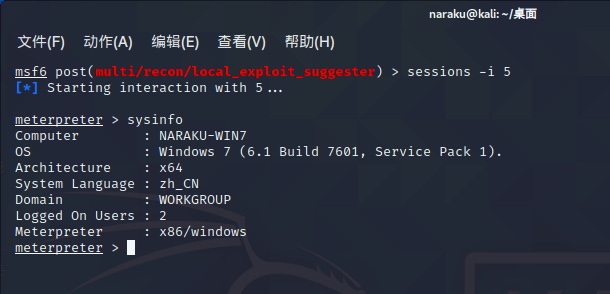 naraku@kali: ~/桌面
文件(F) 动作(A) 编辑(E) 查看(V) 帮助(H)
msf6 post(multi/recon/local_exploit_suggester) > sessions -i 5
[*] Starting interaction with 5...
meterpreter > sysinfo
Computer        : NARAKU-WIN7
OS              : Windows 7 (6.1 Build 7601, Service Pack 1).
Architecture    : x64
System Language : zh_CN
Domain          : WORKGROUP
Logged On Users : 2
Meterpreter     : x86/windows
meterpreter >